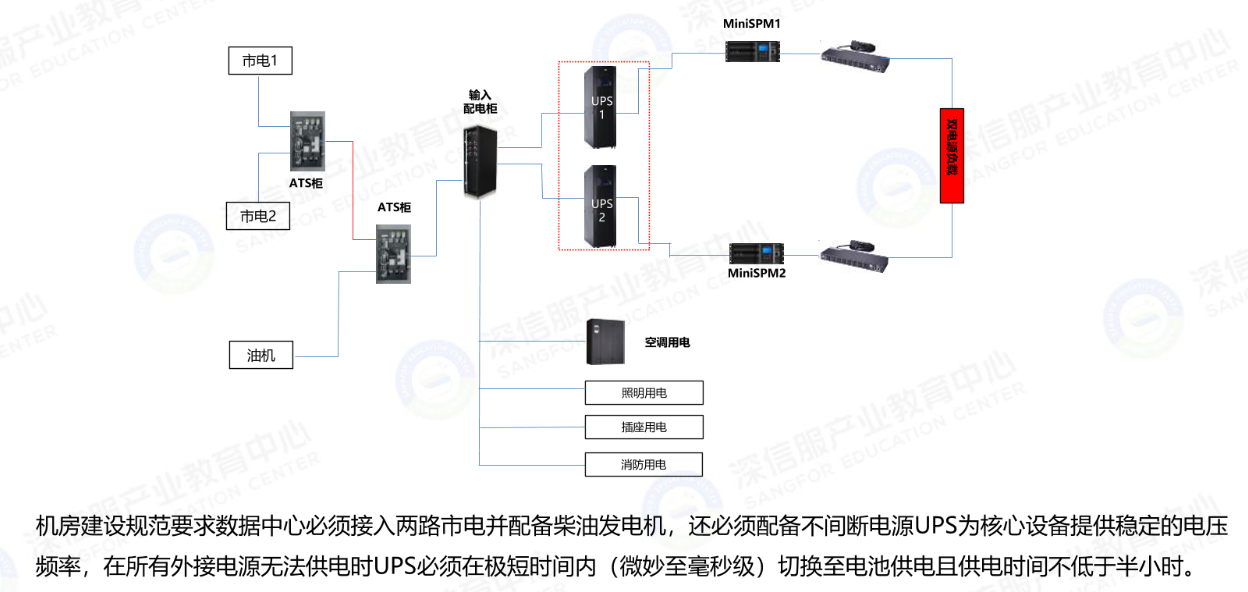 MiniSPM1
市电1
输入
配电柜
UPS
1
双电源负载
ATS柜
市电2
ATS柜
UPS
2
MiniSPM2
油机
空调用电
照明用电
插座用电
消防用电
机房建设规范要求数据中心必须接入两路市电并配备柴油发电机，还必须配备不间断电源UPS为核心设备提供稳定的电压
频率，在所有外接电源无法供电时UPS必须在极短时间内（微妙至毫秒级）切换至电池供电且供电时间不低于半小时。
深信服产业教育中心
SANGFOR EDUCATION CENTER